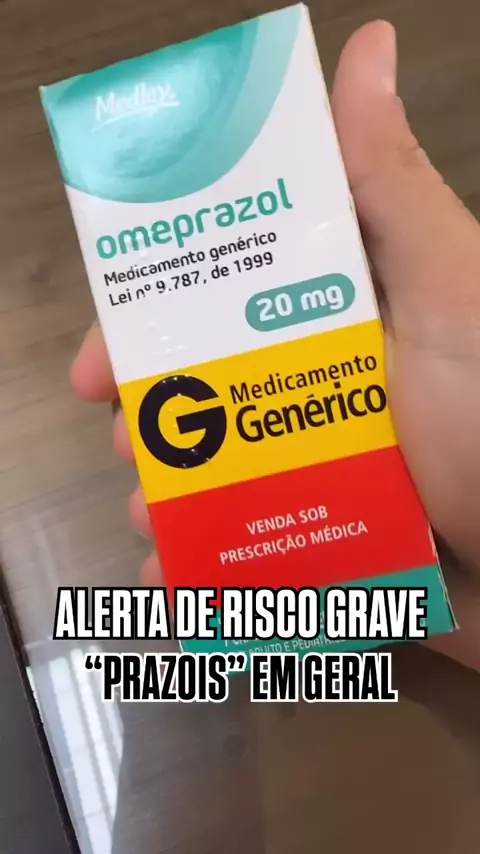 Medley.
omeprazol
Medicamento genérico
Lei nº 9.787, de 1999
20 mg
G Medicamento
Genérico
VENDA SOB
PRESCRIÇÃO MÉDICA
ALERTA DE RISCO GRAVE
“PRAZOIS” EM GERAL